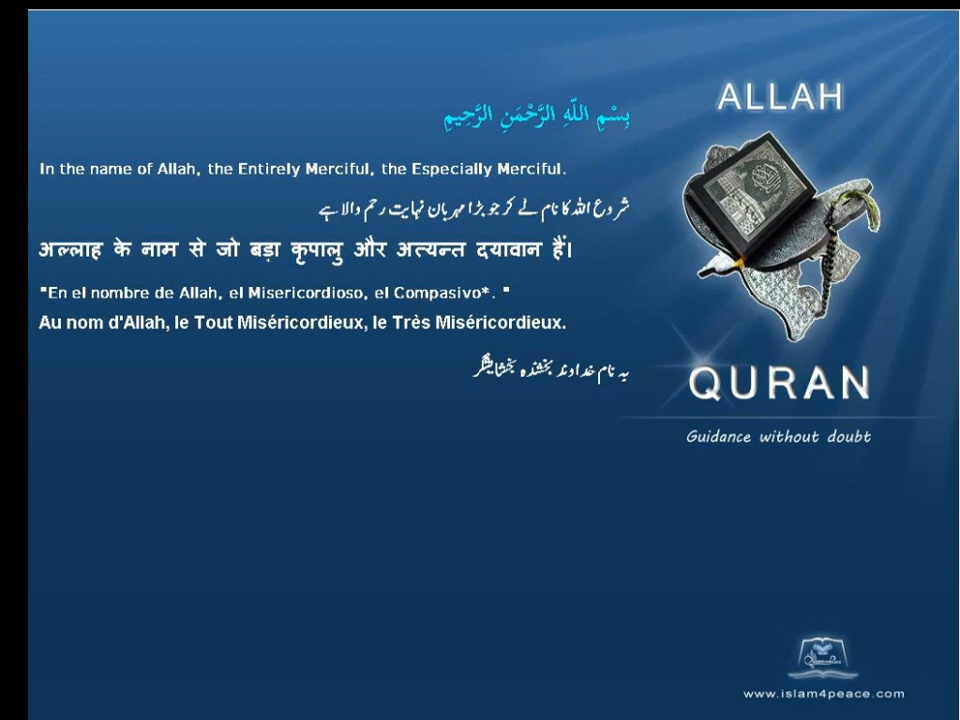 بِسْمِ اللَّهِ الرَّحْمَنِ الرَّحِيمِ
In the name of Allah, the Entirely Merciful, the Especially Merciful.
شروع الله کا نام لے کر جو بڑا مہربان نہایت رحم والا ہے
अल्लाह के नाम से जो बड़ा कृपालु और अत्यन्त दयावान हैं।
"En el nombre de Allah, el Misericordioso, el Compasivo*. "
Au nom d'Allah, le Tout Miséricordieux, le Très Miséricordieux.
به نام خداوند بخشنده بخشایشگر
ALLAH
QURAN
Guidance without doubt
www.islam4peace.com